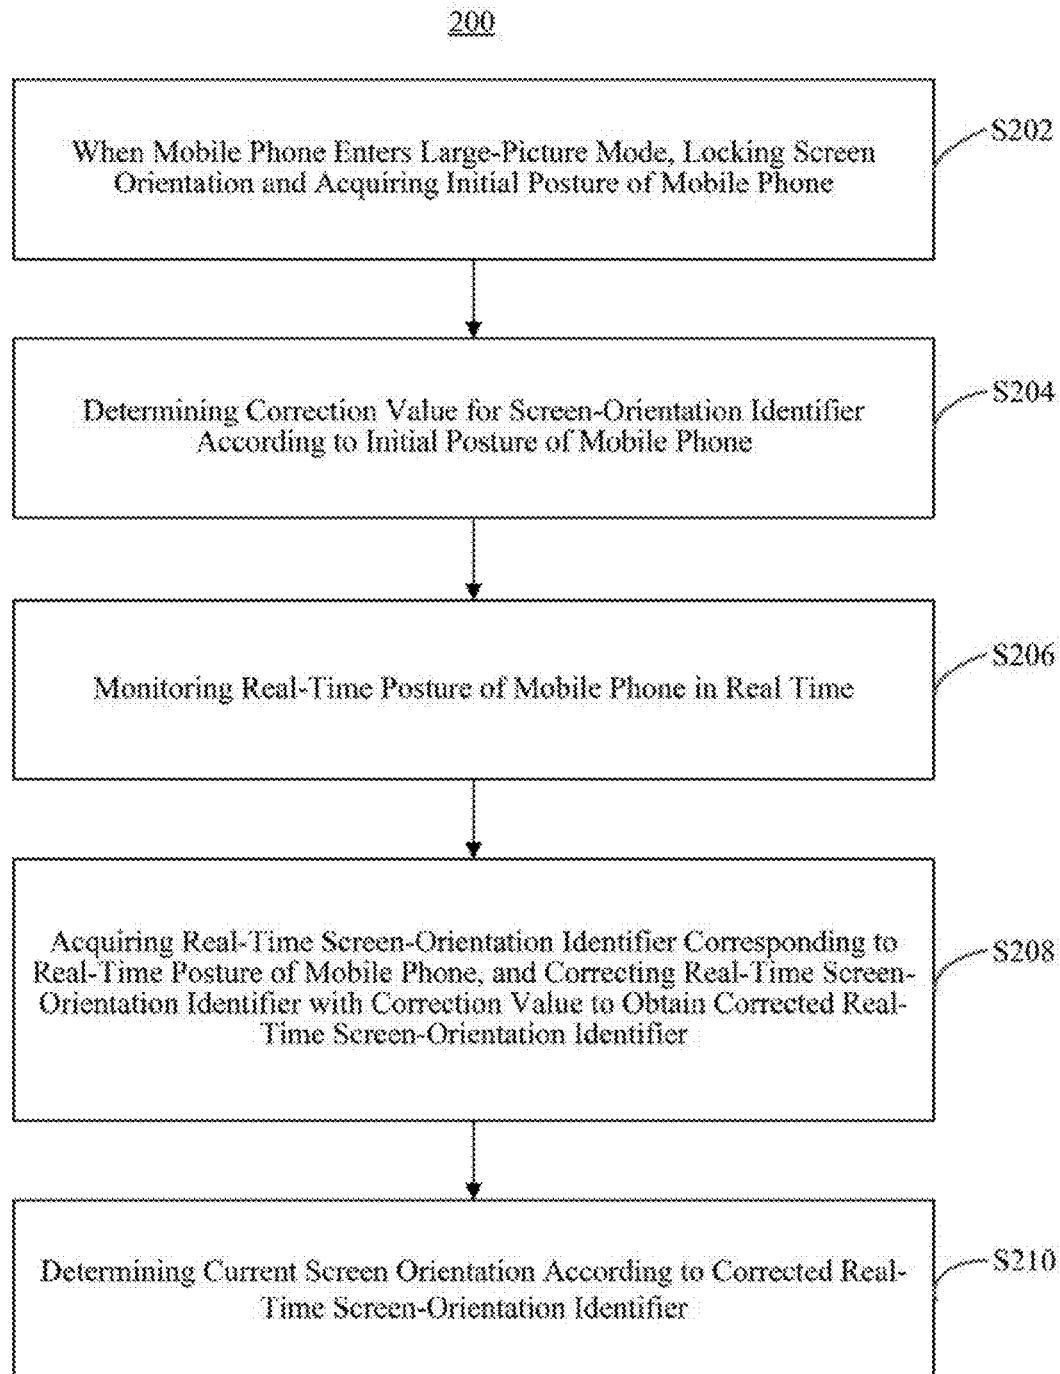 200
When Mobile Phone Enters Large-Picture Mode, Locking Screen
Orientation and Acquiring Initial Posture of Mobile Phone
S202
Determining Correction Value for Screen-Orientation Identifier
According to Initial Posture of Mobile Phone
S204
Monitoring Real-Time Posture of Mobile Phone in Real Time
S206
Acquiring Real-Time Screen-Orientation Identifier Corresponding to
Real-Time Posture of Mobile Phone, and Correcting Real-Time Screen-
Orientation Identifier with Correction Value to Obtain Corrected Real-
Time Screen-Orientation Identifier
S208
Determining Current Screen Orientation According to Corrected Real-
Time Screen-Orientation Identifier
S210